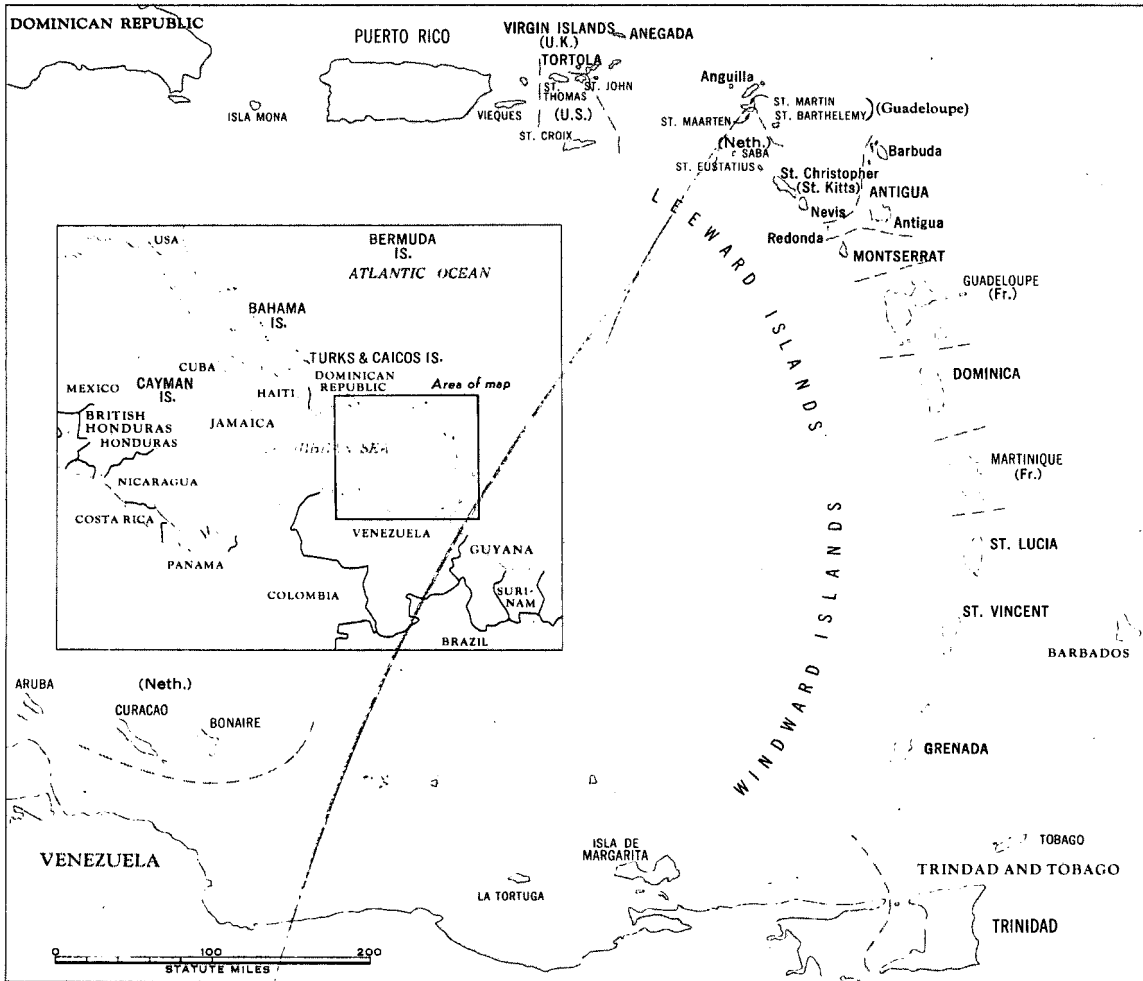 DOMINICAN REPUBLIC
PUERTO RICO
VIRGIN ISLANDS
(U.K.)
ANEGADA
TORTOLA
ST. THOMAS
ST. JOHN
(U.S.)
ISLA MONA
VIEQUES
ST. CROIX
Anguilla
ST. MARTIN
ST. BARTHELEMY
(Guadeloupe)
ST. MAARTEN
(Neth.)
SABA
ST. EUSTATIUS
Barbuda
St. Christopher
(St. Kitts)
ANTIGUA
Nevis
Antigua
Redonda
MONTSERRAT
LEEWARD ISLANDS
GUADELOUPE
(Fr.)
DOMINICA
MARTINIQUE
(Fr.)
ST. LUCIA
ST. VINCENT
BARBADOS
WINDWARD ISLANDS
GRENADA
USA
BERMUDA
IS.
ATLANTIC OCEAN
BAHAMA
IS.
TURKS & CAICOS IS.
CUBA
DOMINICAN
REPUBLIC
Area of map
MEXICO
CAYMAN
IS.
HAITI
BRITISH
HONDURAS
JAMAICA
HONDURAS
SEA
NICARAGUA
COSTA RICA
PANAMA
VENEZUELA
GUYANA
COLOMBIA
SURI-
NAM
BRAZIL
ARUBA
(Neth.)
CURACAO
BONAIRE
VENEZUELA
ISLA DE
MARGARITA
LA TORTUGA
TOBAGO
TRINIDAD AND TOBAGO
TRINIDAD
0 100 200
STATUTE MILES